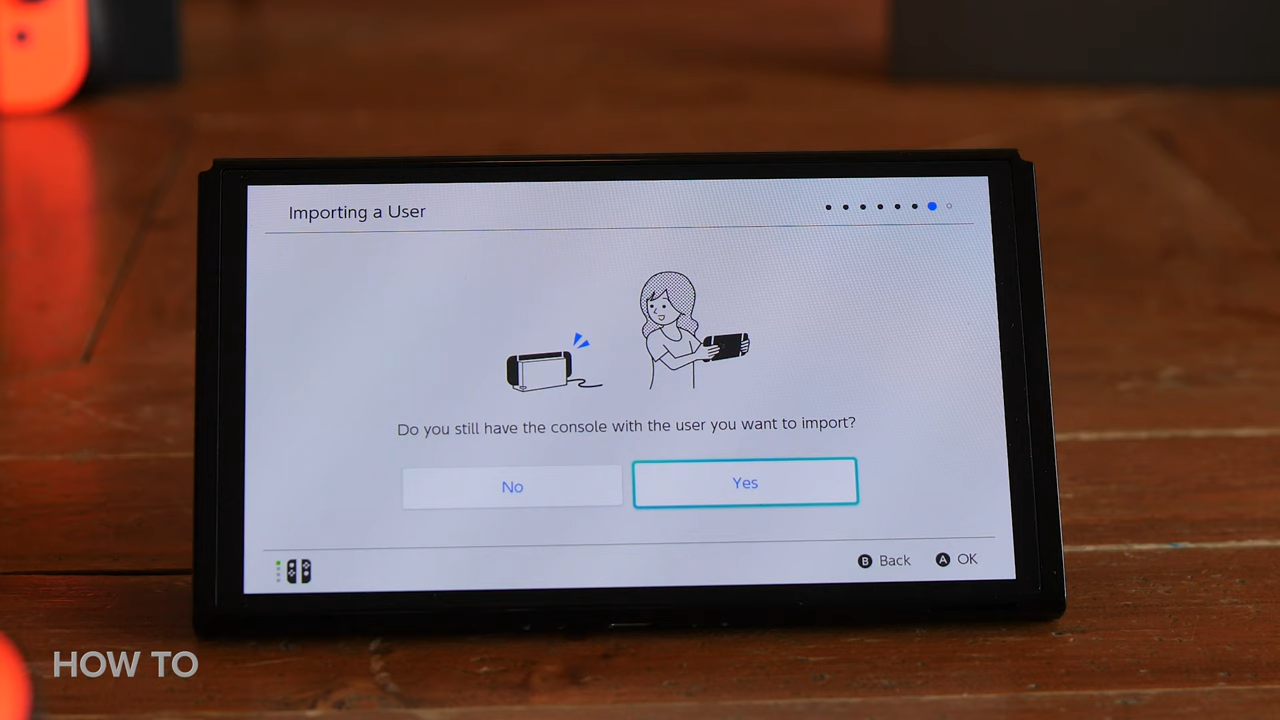 Importing a User
Do you still have the console with the user you want to import?
No
Yes
B Back
A OK
HOW TO